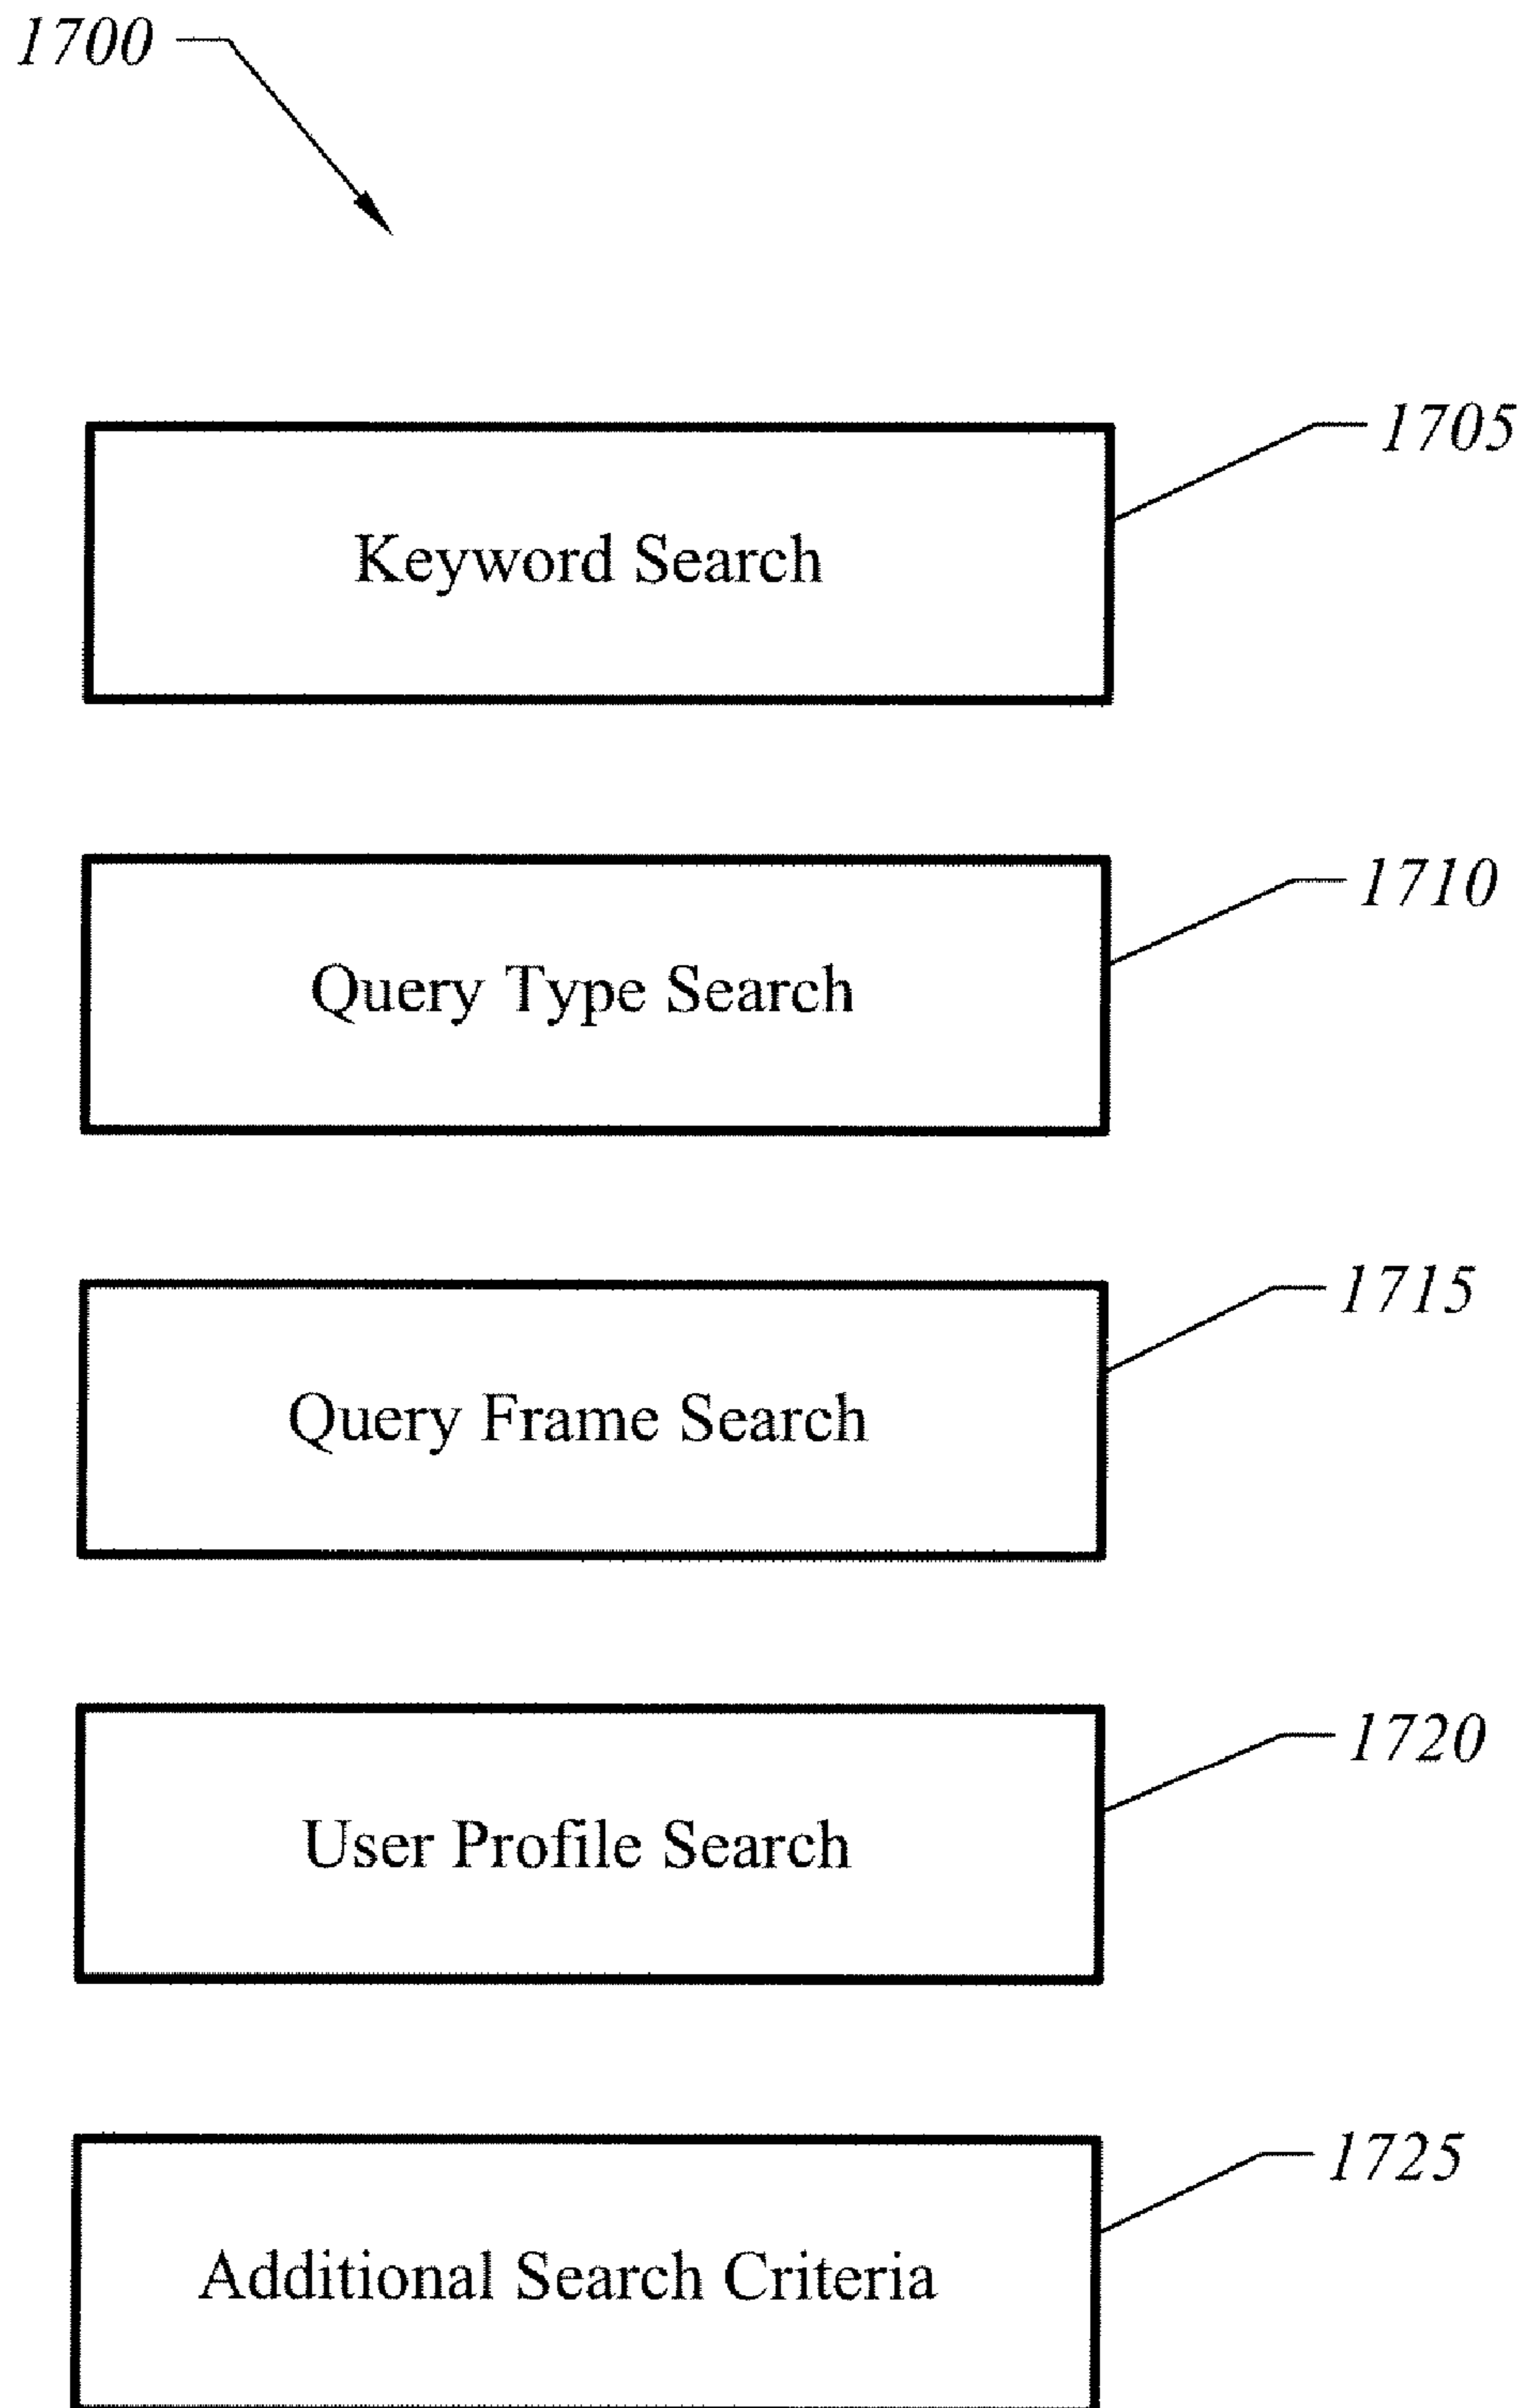 1700
1705
Keyword Search
1710
Query Type Search
1715
Query Frame Search
1720
User Profile Search
1725
Additional Search Criteria